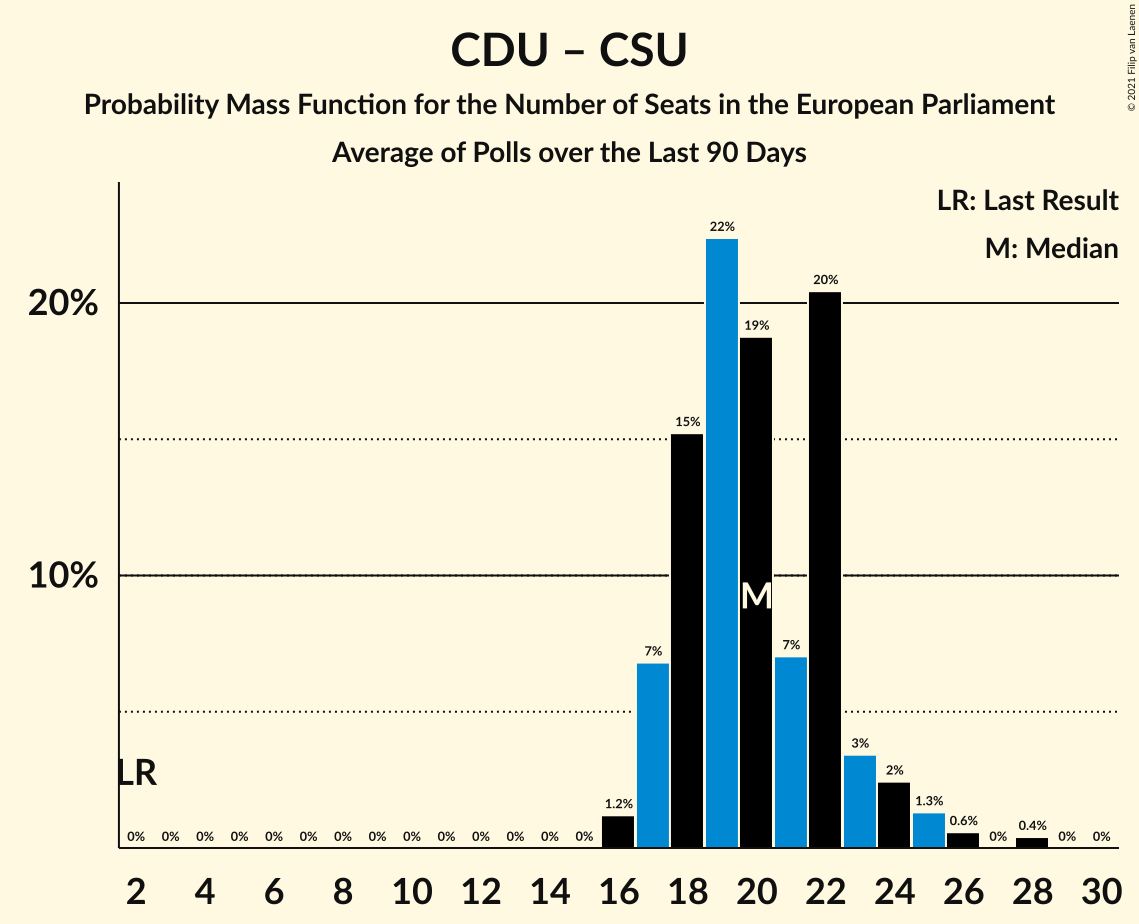 CDU – CSU
Probability Mass Function for the Number of Seats in the European Parliament
Average of Polls over the Last 90 Days
© 2021 Filip van Laenen
LR: Last Result
M: Median
20%
10%
LR
M
0% 0% 0% 0% 0% 0% 0% 0% 0% 0% 0% 0% 0% 0% 1.2% 7% 15% 22% 19% 7% 20% 3% 2% 1.3% 0.6% 0% 0.4% 0% 0%
2 4 6 8 10 12 14 16 18 20 22 24 26 28 30